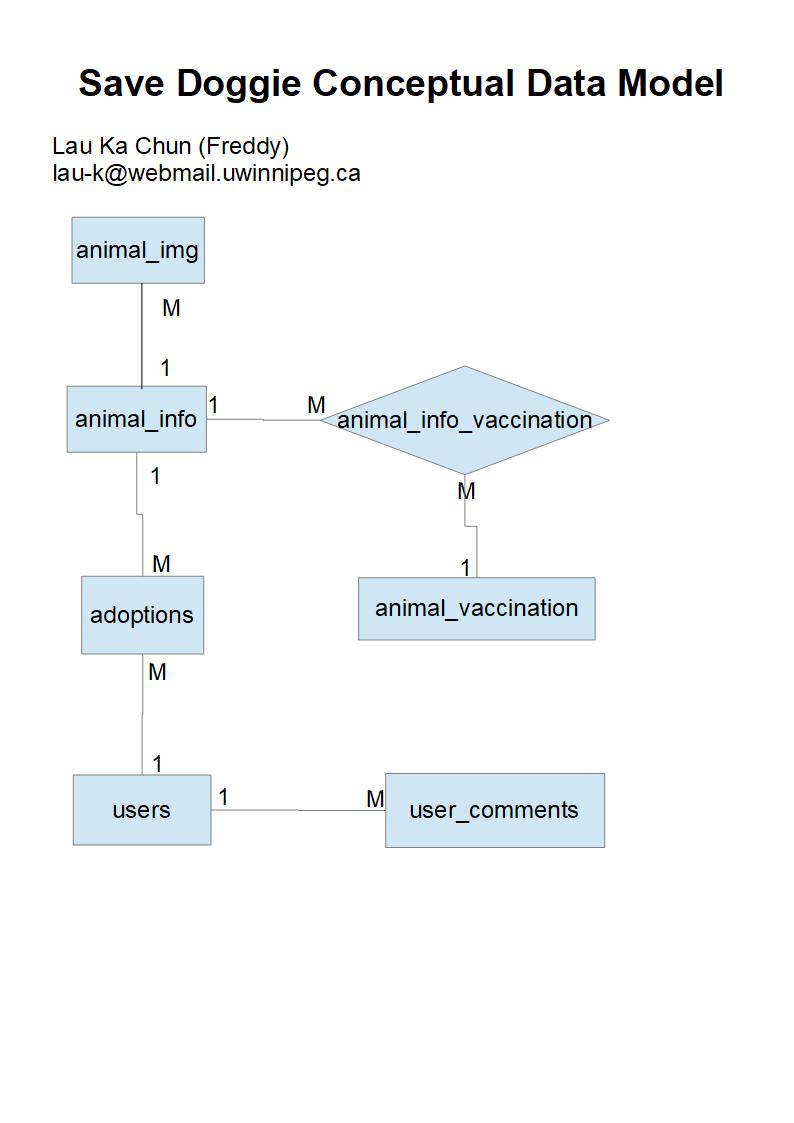 Save Doggie Conceptual Data Model
Lau Ka Chun (Freddy)
lau-k@webmail.uwinnipeg.ca
animal_img
M
1
animal_info
1
M
animal_info_vaccination
1
M
M
1
adoptions
animal_vaccination
M
1
users
1
M
user_comments